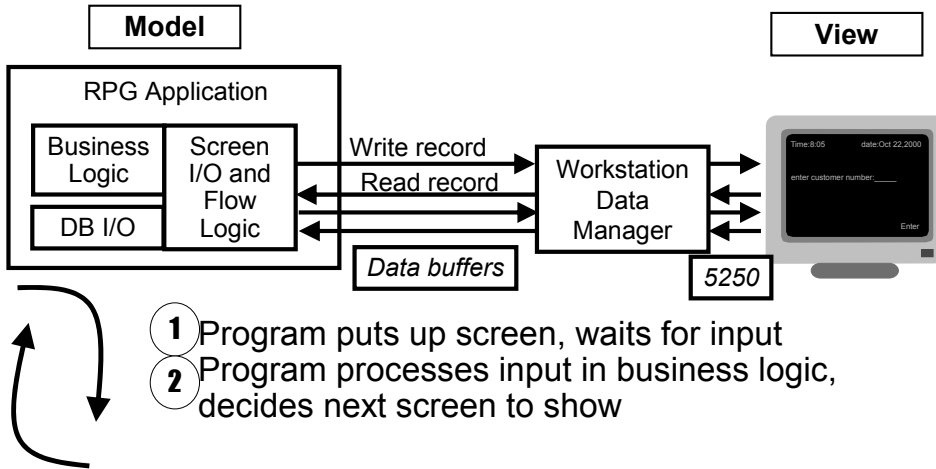 Model
View
RPG Application
Business
Logic
Screen
I/O and
Flow
Logic
DB I/O
Write record
Read record
Workstation
Data
Manager
Data buffers
5250
Time:8:05 date:Oct 22,2000
enter customer number:_____
Enter
1 Program puts up screen, waits for input
2 Program processes input in business logic,
decides next screen to show